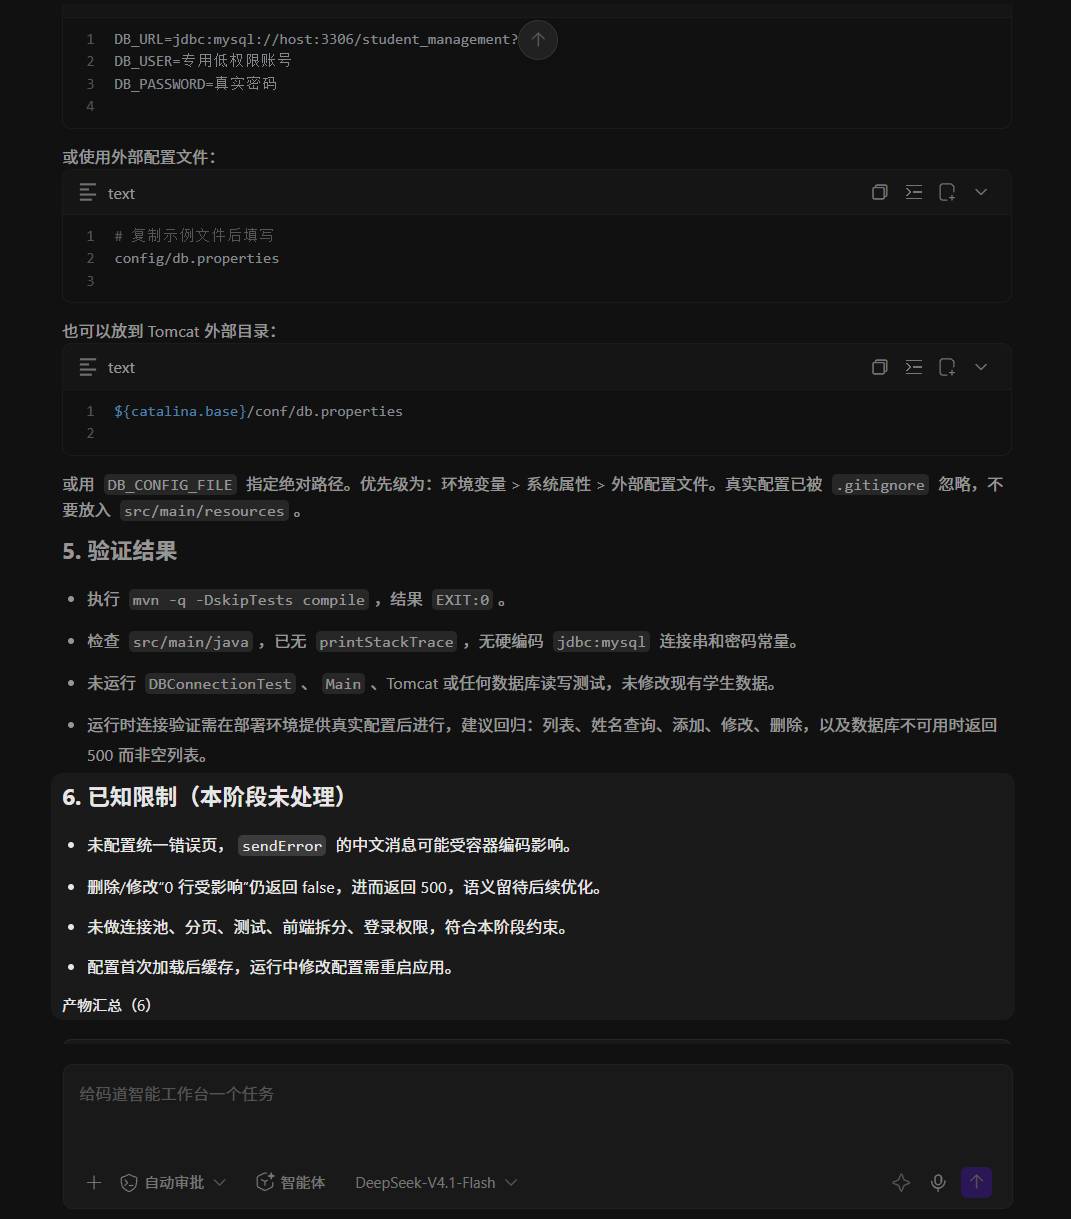 1 DB_URL=jdbc:mysql://host:3306/student_management?
2 DB_USER=专用低权限账号
3 DB_PASSWORD=真实密码
4
或使用外部配置文件：
text
1 # 复制示例文件后填写
2 config/db.properties
3
也可以放到 Tomcat 外部目录：
text
1 ${catalina.base}/conf/db.properties
2
或用 DB_CONFIG_FILE 指定绝对路径。优先级为：环境变量 > 系统属性 > 外部配置文件。真实配置已被 .gitignore 忽略，不
要放入 src/main/resources 。
5. 验证结果
• 执行 mvn -q -DskipTests compile ，结果 EXIT:0 。
• 检查 src/main/java ，已无 printStackTrace ，无硬编码 jdbc:mysql 连接串和密码常量。
• 未运行 DBConnectionTest 、 Main 、Tomcat 或任何数据库读写测试，未修改现有学生数据。
• 运行时连接验证需在部署环境提供真实配置后进行，建议回归：列表、姓名查询、添加、修改、删除，以及数据库不可用时返回
500 而非空列表。
6. 已知限制（本阶段未处理）
• 未配置统一错误页， sendError 的中文消息可能受容器编码影响。
• 删除/修改“0 行受影响”仍返回 false，进而返回 500，语义留待后续优化。
• 未做连接池、分页、测试、前端拆分、登录权限，符合本阶段约束。
• 配置首次加载后缓存，运行中修改配置需重启应用。
产物汇总（6）
给码道智能工作台一个任务
自动审批 智能体 DeepSeek-V4.1-Flash